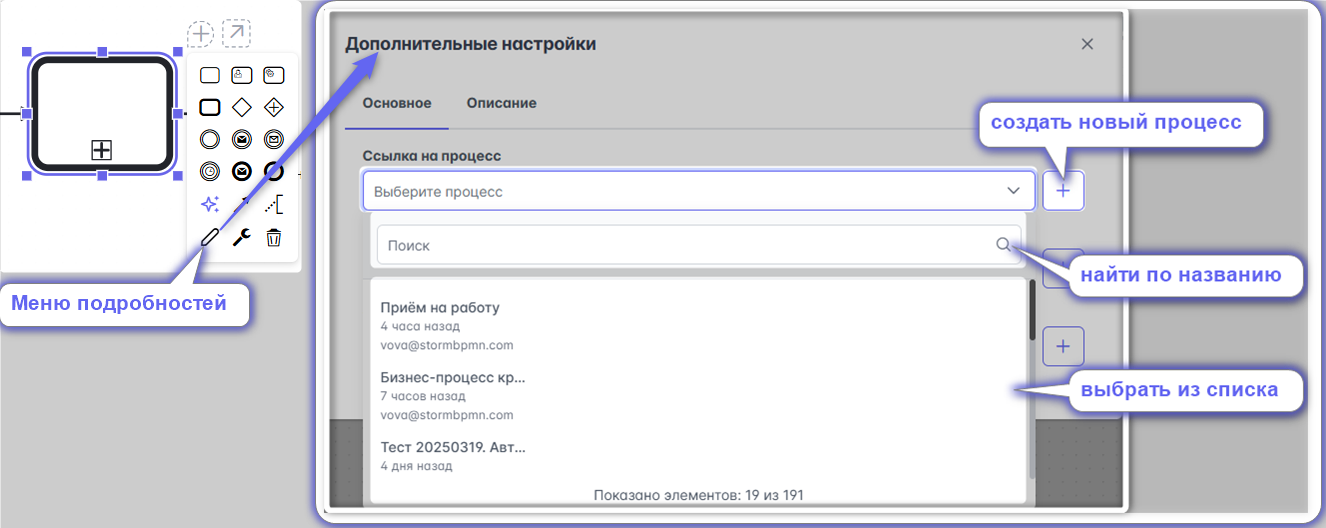 Дополнительные настройки
Основное
Описание
создать новый процесс
Ссылка на процесс
Выберите процесс
Поиск
найти по названию
Меню подробностей
Приём на работу
4 часа назад
vova@stormbpmn.com
Бизнес-процесс кр...
7 часов назад
vova@stormbpmn.com
выбрать из списка
Тест 20250319. Авт...
4 дня назад
Показано элементов: 19 из 191